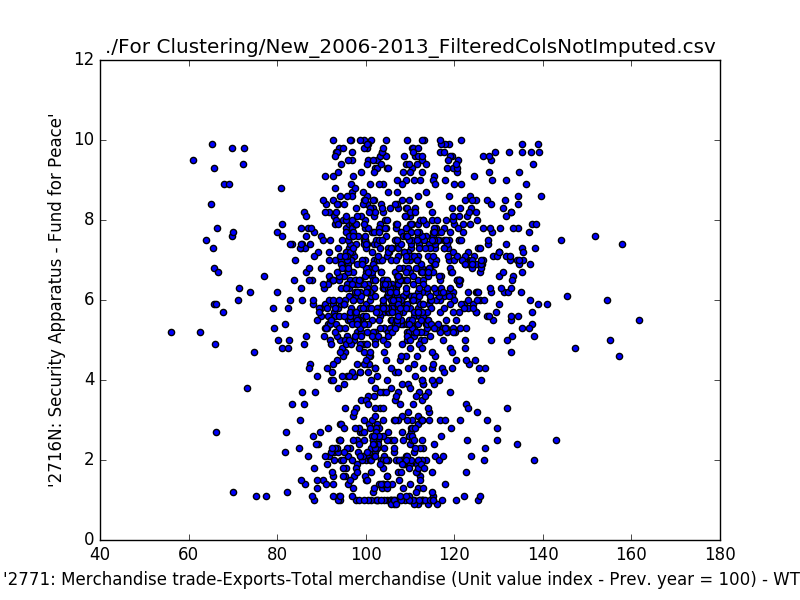 ./For Clustering/New_2006-2013_FilteredColsNotImputed.csv
12
10
8
6
4
2
0
'2716N: Security Apparatus - Fund for Peace'
40 60 80 100 120 140 160 180
'2771: Merchandise trade-Exports-Total merchandise (Unit value index - Prev. year = 100) - WT